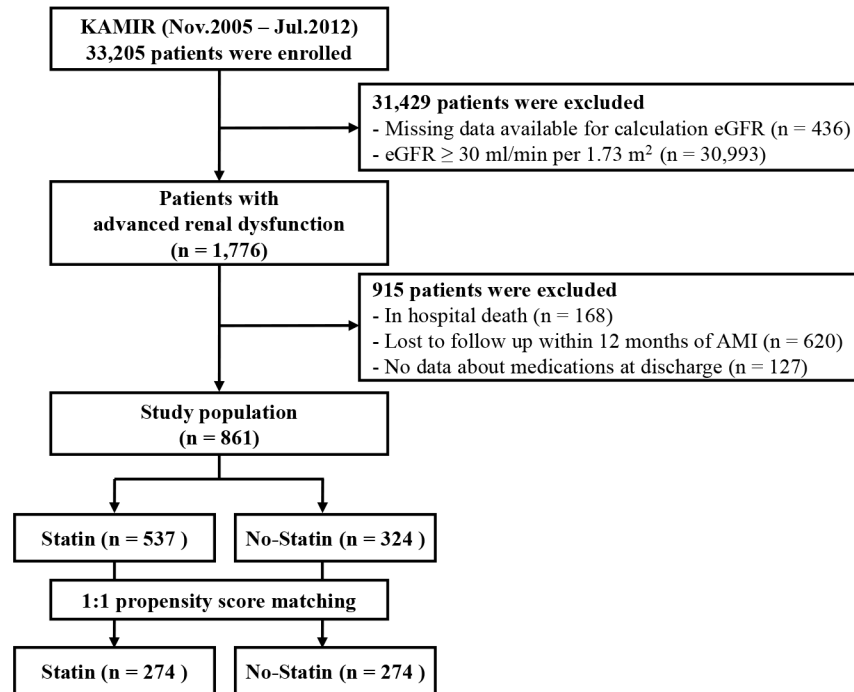 KAMIR (Nov.2005 – Jul.2012)
33,205 patients were enrolled
31,429 patients were excluded
- Missing data available for calculation eGFR (n = 436)
- eGFR ≥ 30 ml/min per 1.73 m² (n = 30,993)
Patients with
advanced renal dysfunction
(n = 1,776)
915 patients were excluded
- In hospital death (n = 168)
- Lost to follow up within 12 months of AMI (n = 620)
- No data about medications at discharge (n = 127)
Study population
(n = 861)
Statin (n = 537 )
No-Statin (n = 324 )
1:1 propensity score matching
Statin (n = 274 )
No-Statin (n = 274 )